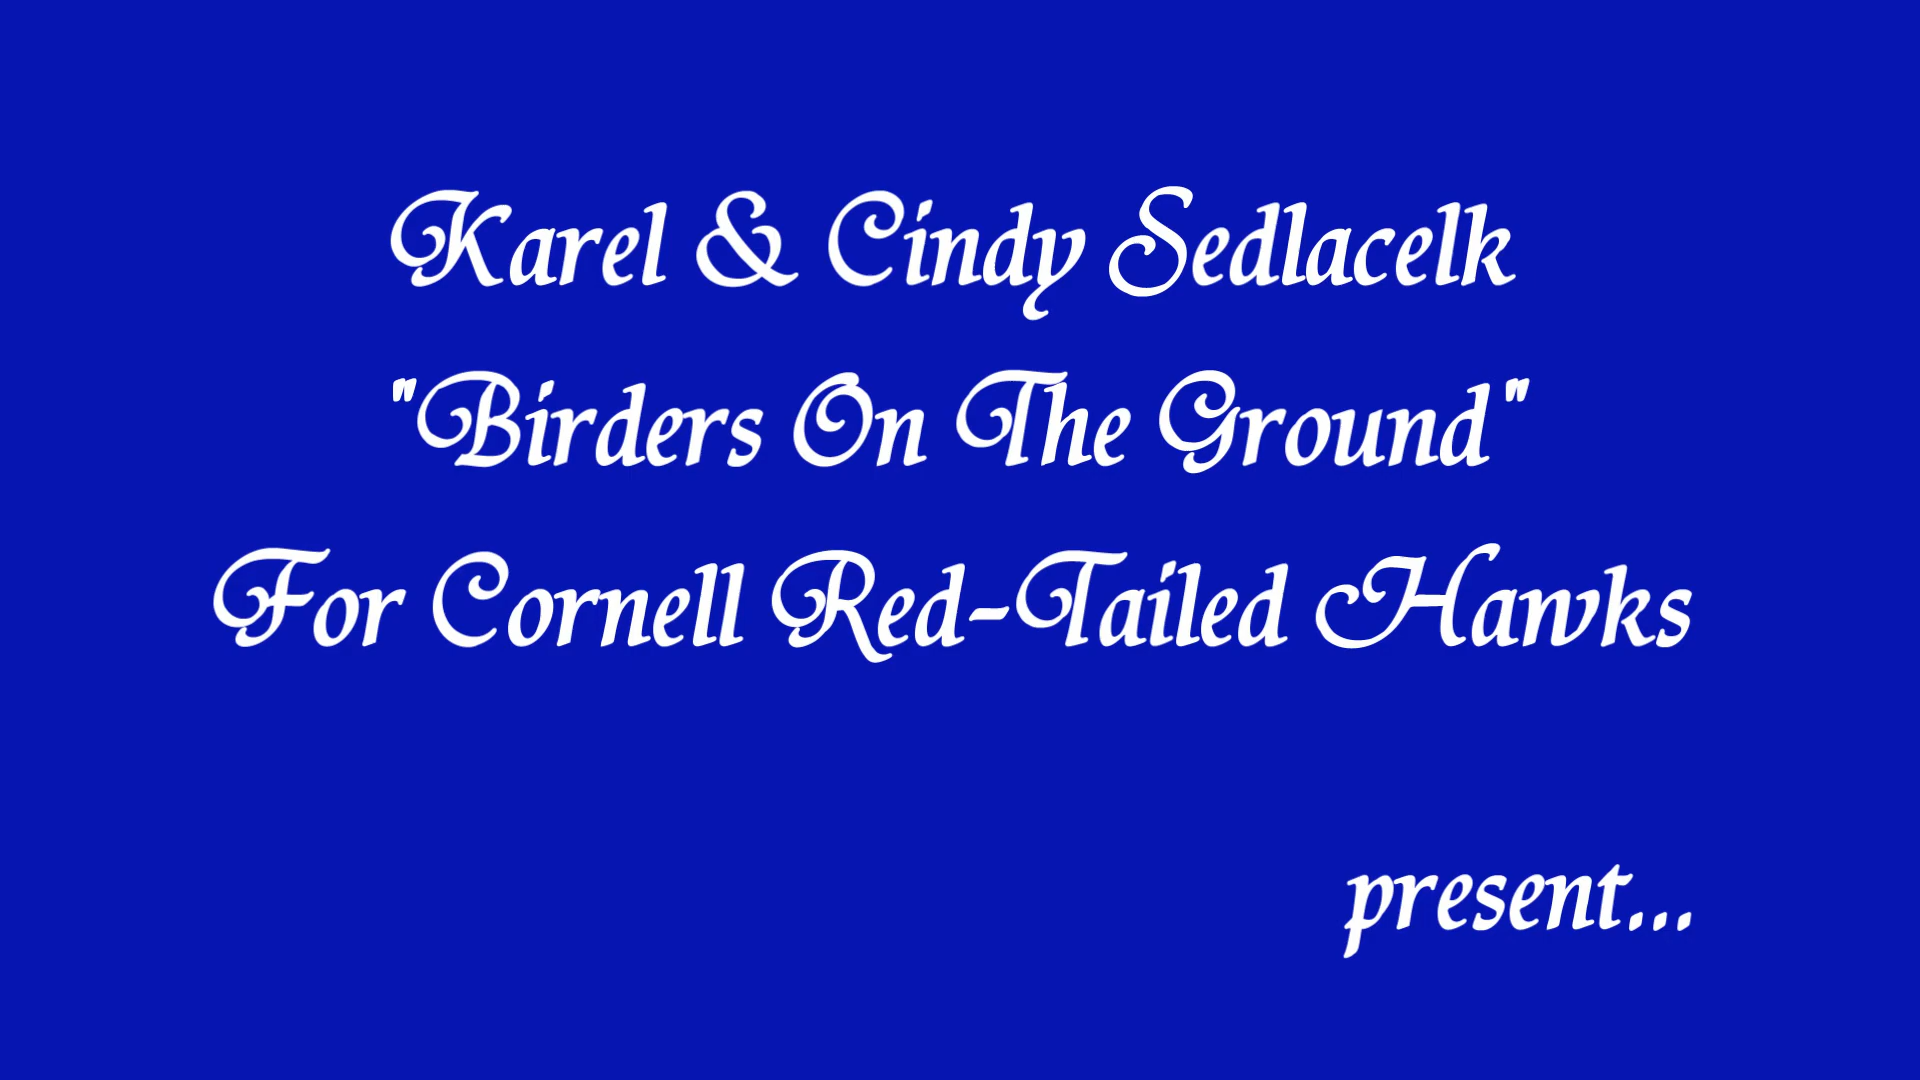 Karel & Cindy Sedlacelk
"Birders On The Ground"
For Cornell Red-Tailed Hawks
present...